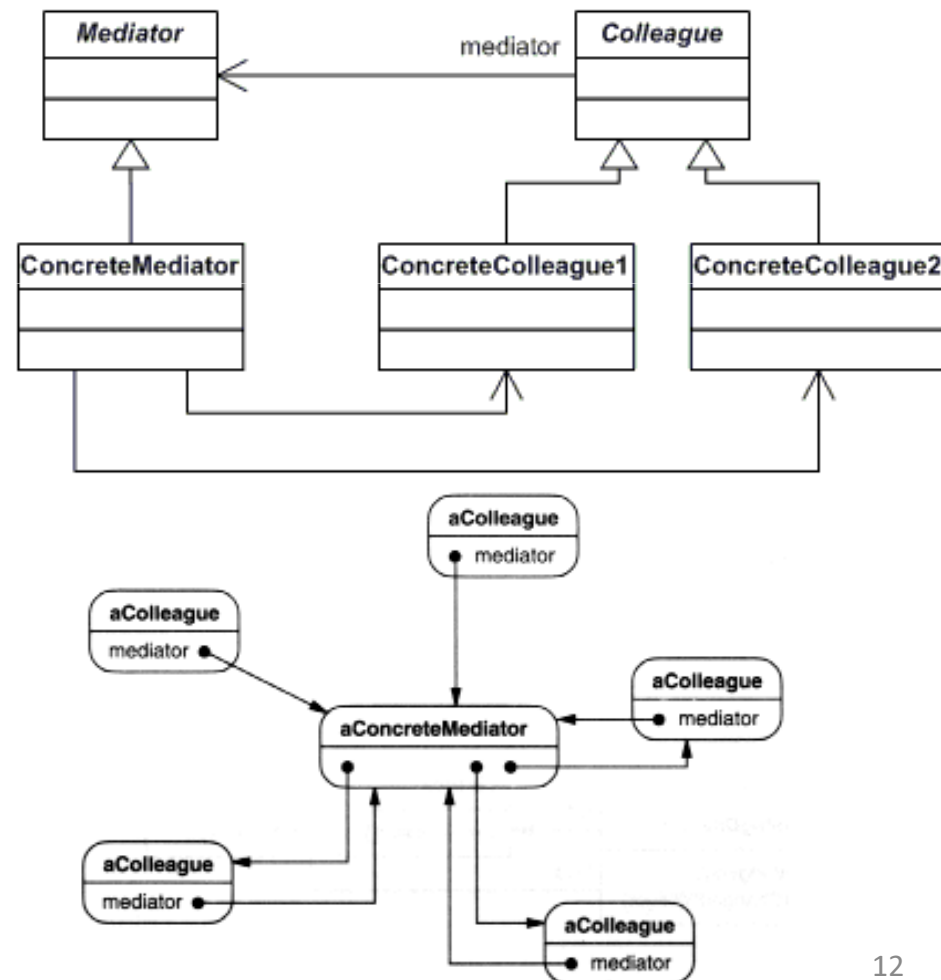 Mediator
mediator
Colleague
ConcreteMediator
ConcreteColleague1
ConcreteColleague2
aColleague
mediator
aColleague
mediator
aColleague
mediator
aConcreteMediator
aColleague
mediator
aColleague
mediator
12